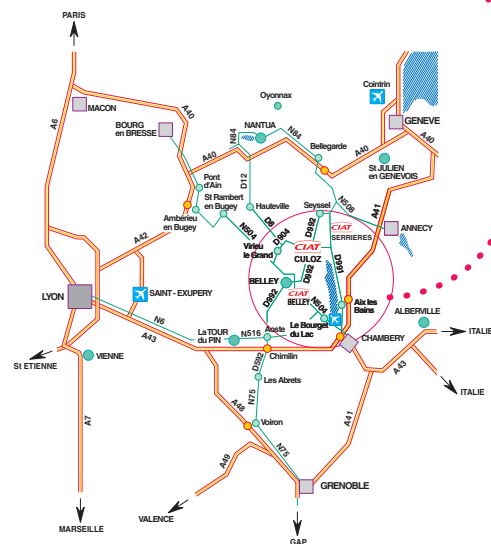 PARIS
A6
MACON
A40
BOURG
en BRESSE
Oyonnax
Cointrin
GENEVE
N84
NANTUA
N84
Bellegarde
A40
A40
A40
St JULIEN
en GENEVOIS
Pont
d'Ain
D12
St Rambert
en Bugey
Hauteville
Seyssel
N508
A41
Ambérieu
en Bugey
N504
D8
D992
CIAT
SERRIERES
ANNECY
A42
D904
Virieu
le Grand
CIAT
CULOZ
D992
D991
BELLEY
CIAT
BELLEY
LYON
SAINT - EXUPERY
D992
N504
Aix les
Bains
ALBERVILLE
N6
La TOUR
du PIN
N516
Aoste
Le Bourget
du Lac
CHAMBERY
ITALIE
A43
Chimilin
St ETIENNE
VIENNE
D592
A43
Les Abrets
ITALIE
A7
A48
N75
A41
Voiron
N75
A49
GRENOBLE
MARSEILLE
VALENCE
GAP